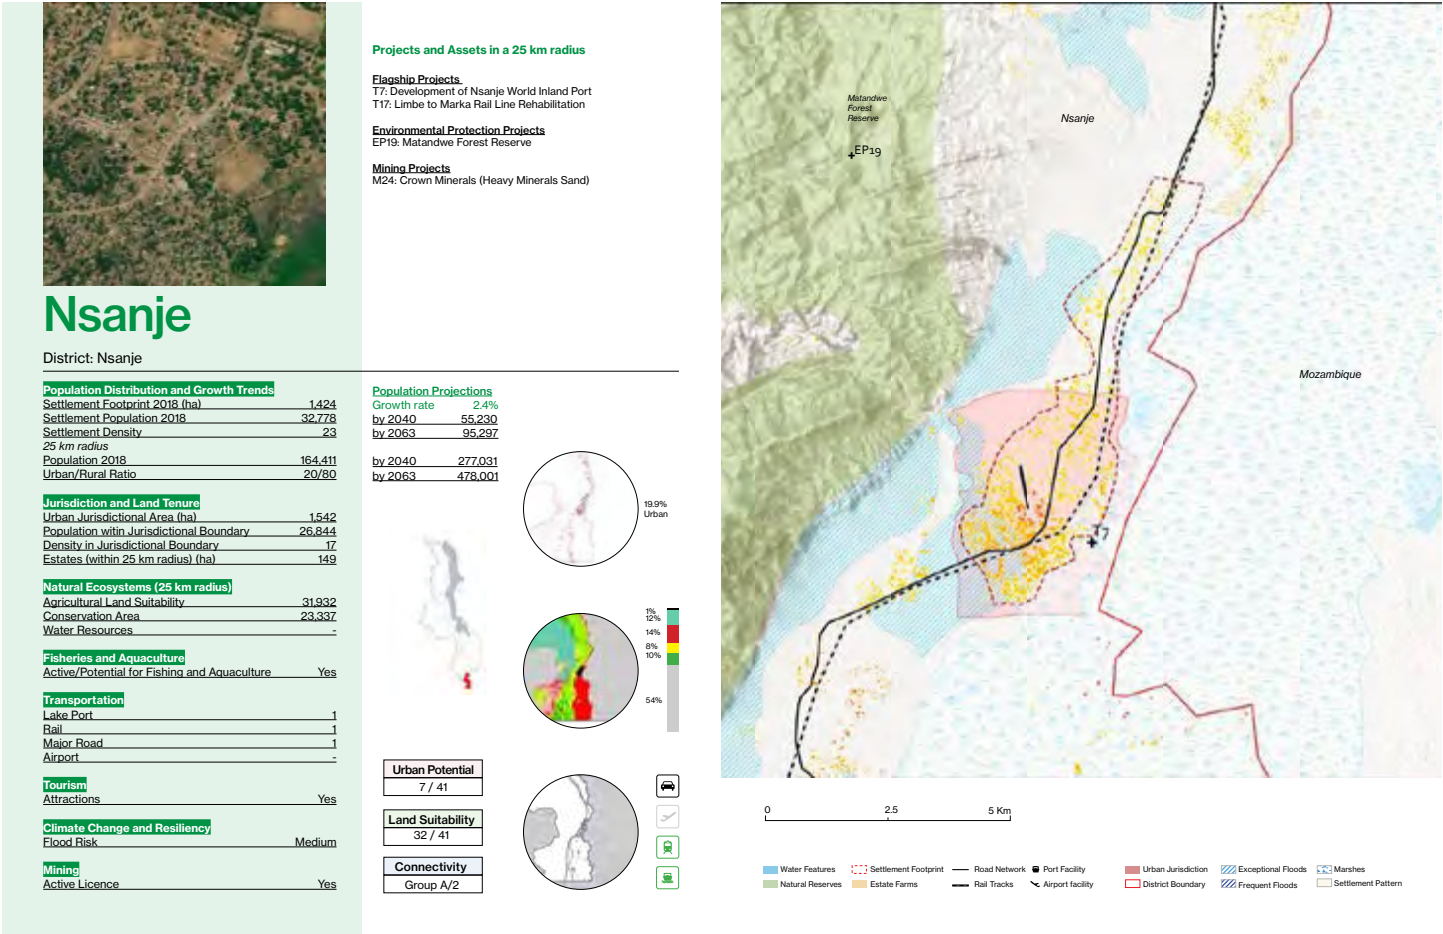 Nsanje
District: Nsanje
Population Distribution and Growth Trends
Settlement Footprint 2018 (ha) 1,424
Settlement Population 2018 32,778
Settlement Density 23
25 km radius
Population 2018 164,411
Urban/Rural Ratio 20/80
Jurisdiction and Land Tenure
Urban Jurisdictional Area (ha) 1,542
Population witin Jurisdictional Boundary 26,844
Density in Jurisdictional Boundary 17
Estates (within 25 km radius) (ha) 149
Natural Ecosystems (25 km radius)
Agricultural Land Suitability 31,932
Conservation Area 23,337
Water Resources -
Fisheries and Aquaculture
Active/Potential for Fishing and Aquaculture Yes
Transportation
Lake Port 1
Rail 1
Major Road 1
Airport -
Tourism
Attractions Yes
Climate Change and Resiliency
Flood Risk Medium
Mining
Active Licence Yes
Projects and Assets in a 25 km radius
Flagship Projects
T7: Development of Nsanje World Inland Port
T17: Limbe to Marka Rail Line Rehabilitation
Environmental Protection Projects
EP19: Matandwe Forest Reserve
Mining Projects
M24: Crown Minerals (Heavy Minerals Sand)
Population Projections
Growth rate 2.4%
by 2040 55,230
by 2063 95,297
by 2040 277,031
by 2063 478,001
19.9%
Urban
1%
12%
14%
8%
10%
54%
Urban Potential
7 / 41
Land Suitability
32 / 41
Connectivity
Group A/2
Matandwe
Forest
Reserve
EP19
Nsanje
Mozambique
T7
0 2.5 5 Km
Water Features
Natural Reserves
Settlement Footprint
Estate Farms
Road Network
Rail Tracks
Port Facility
Airport facility
Urban Jurisdiction
District Boundary
Exceptional Floods
Frequent Floods
Marshes
Settlement Pattern